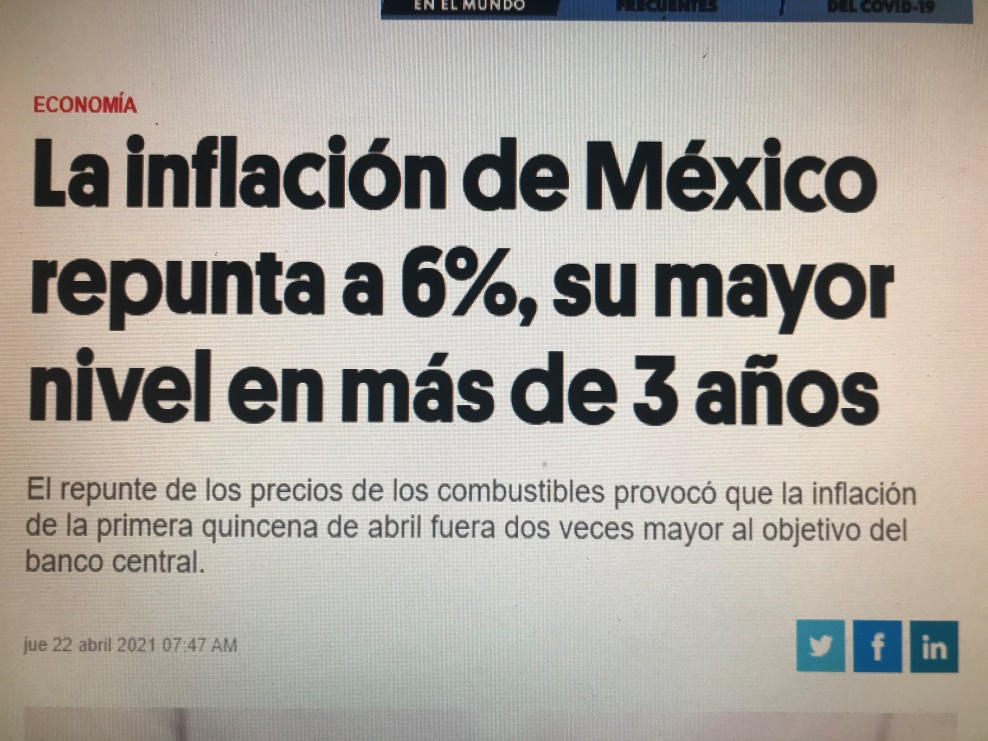 EN EL MUNDO FRECUENTES DEL COVID-19
ECONOMÍA
La inflación de México
repunta a 6%, su mayor
nivel en más de 3 años
El repunte de los precios de los combustibles provocó que la inflación
de la primera quincena de abril fuera dos veces mayor al objetivo del
banco central.
jue 22 abril 2021 07:47 AM
f in